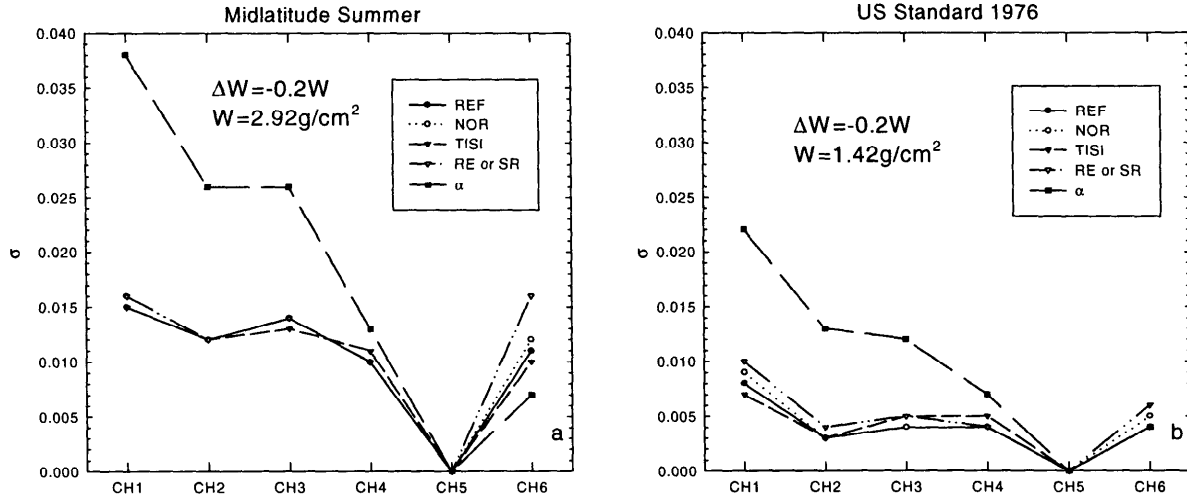 Midlatitude Summer
0.040
0.035
0.030
0.025
0.020
0.015
0.010
0.005
0.000
σ
ΔW=-0.2W
W=2.92g/cm²
REF
NOR
TISI
RE or SR
α
a
CH1 CH2 CH3 CH4 CH5 CH6
US Standard 1976
0.040
0.035
0.030
0.025
0.020
0.015
0.010
0.005
0.000
σ
ΔW=-0.2W
W=1.42g/cm²
REF
NOR
TISI
RE or SR
α
b
CH1 CH2 CH3 CH4 CH5 CH6